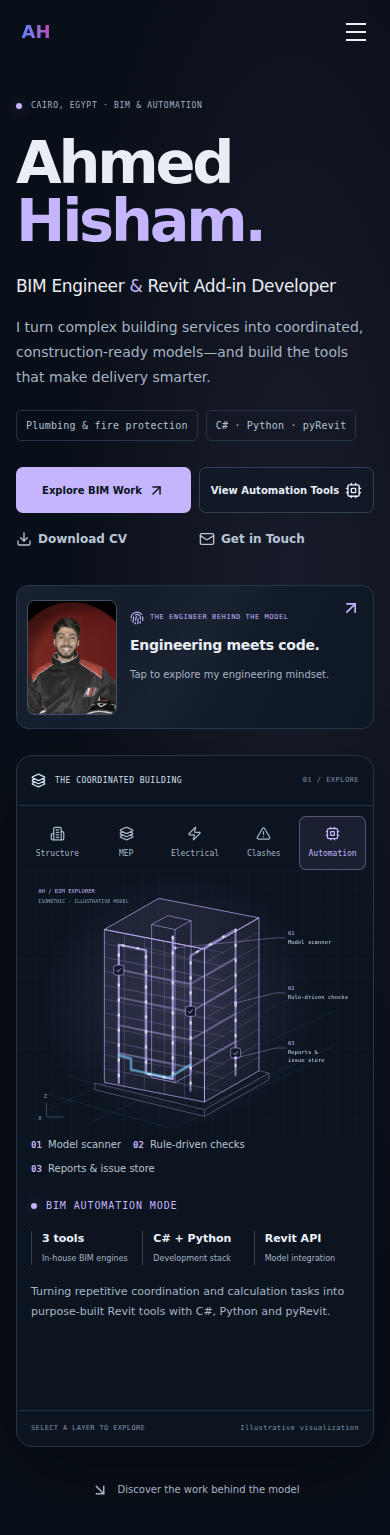 AH
CAIRO, EGYPT · BIM & AUTOMATION
Ahmed
Hisham.
BIM Engineer & Revit Add-in Developer
I turn complex building services into coordinated,
construction-ready models—and build the tools
that make delivery smarter.
Plumbing & fire protection
C# · Python · pyRevit
Explore BIM Work
View Automation Tools
Download CV
Get in Touch
THE ENGINEER BEHIND THE MODEL
Engineering meets code.
Tap to explore my engineering mindset.
THE COORDINATED BUILDING
01 / EXPLORE
Structure
MEP
Electrical
Clashes
Automation
AH / BIM EXPLORER
ISOMETRIC · ILLUSTRATIVE MODEL
01
Model scanner
02
Rule-driven checks
03
Reports &
issue store
Z
X
01 Model scanner 02 Rule-driven checks
03 Reports & issue store
BIM AUTOMATION MODE
3 tools
In-house BIM engines
C# + Python
Development stack
Revit API
Model integration
Turning repetitive coordination and calculation tasks into
purpose-built Revit tools with C#, Python and pyRevit.
SELECT A LAYER TO EXPLORE
Illustrative visualization
Discover the work behind the model